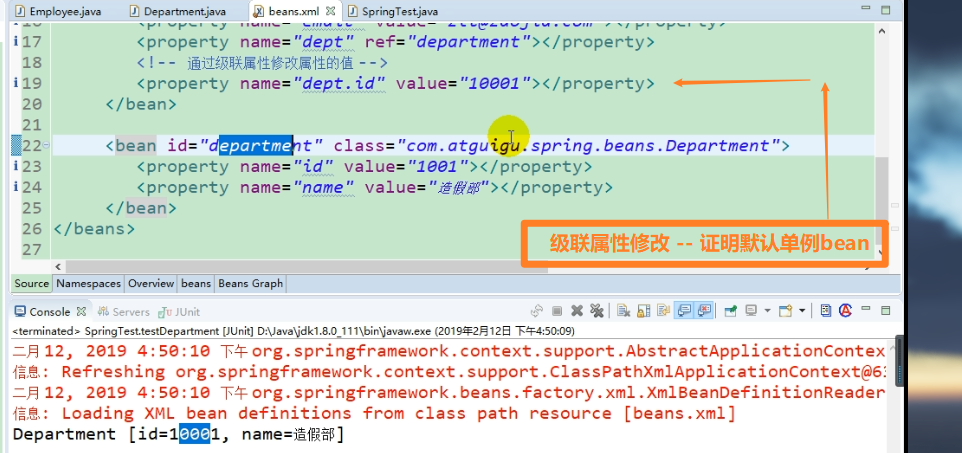 Employee.java Department.java beans.xml SpringTest.java
17 <property name="dept" ref="department"></property>
18 <!-- 通过级联属性修改属性的值 -->
19 <property name="dept.id" value="10001"></property>
20 </bean>
21
22 <bean id="department" class="com.atguigu.spring.beans.Department">
23 <property name="id" value="1001"></property>
24 <property name="name" value="造假部"></property>
25 </bean>
26 </beans>
27
级联属性修改 -- 证明默认单例bean
Source Namespaces Overview beans Beans Graph
Console Servers JUnit
<terminated> SpringTest.testDepartment [JUnit] D:\Java\jdk1.8.0_111\bin\javaw.exe (2019年2月12日 下午4:50:09)
二月 12, 2019 4:50:10 下午 org.springframework.context.support.AbstractApplicationContex
信息: Refreshing org.springframework.context.support.ClassPathXmlApplicationContext@63
二月 12, 2019 4:50:10 下午 org.springframework.beans.factory.xml.XmlBeanDefinitionReader
信息: Loading XML bean definitions from class path resource [beans.xml]
Department [id=10001, name=造假部]